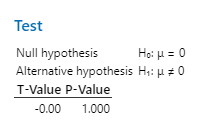 Test
Null hypothesis H₀: μ = 0
Alternative hypothesis H₁: μ ≠ 0
T-Value P-Value
-0.00 1.000